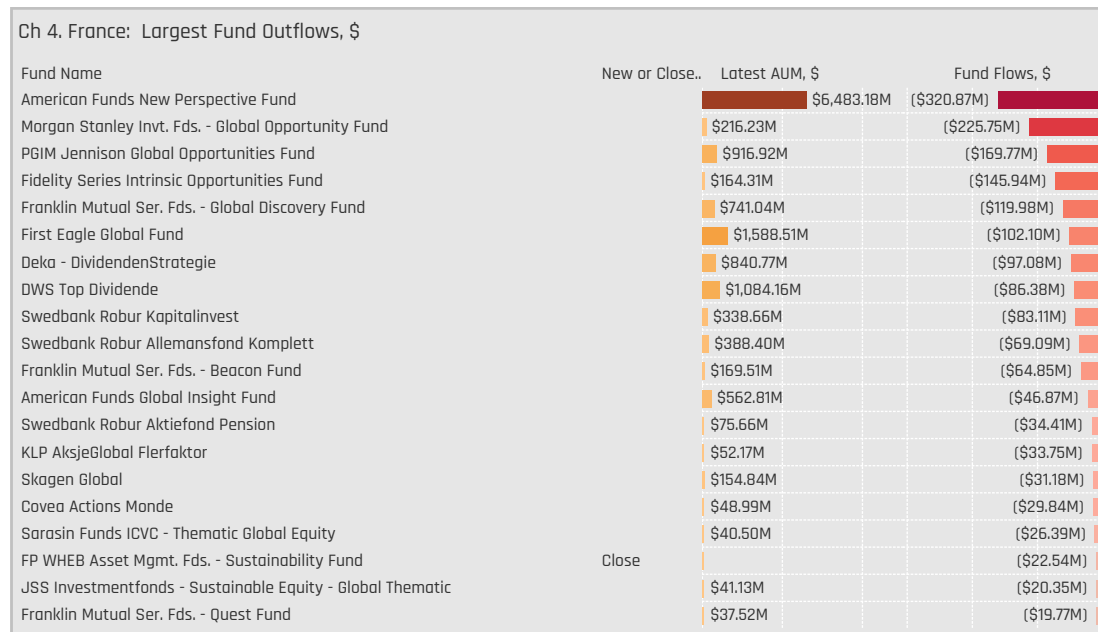 Ch 4. France:  Largest Fund Outflows, $
Fund Name New or Close.. Latest AUM, $ Fund Flows, $
American Funds New Perspective Fund $6,483.18M ($320.87M)
Morgan Stanley Invt. Fds. - Global Opportunity Fund $216.23M ($225.75M)
PGIM Jennison Global Opportunities Fund $916.92M ($169.77M)
Fidelity Series Intrinsic Opportunities Fund $164.31M ($145.94M)
Franklin Mutual Ser. Fds. - Global Discovery Fund $741.04M ($119.98M)
First Eagle Global Fund $1,588.51M ($102.10M)
Deka - DividendenStrategie $840.77M ($97.08M)
DWS Top Dividende $1,084.16M ($86.38M)
Swedbank Robur Kapitalinvest $338.66M ($83.11M)
Swedbank Robur Allemansfond Komplett $388.40M ($69.09M)
Franklin Mutual Ser. Fds. - Beacon Fund $169.51M ($64.85M)
American Funds Global Insight Fund $562.81M ($46.87M)
Swedbank Robur Aktiefond Pension $75.66M ($34.41M)
KLP AksjeGlobal Flerfaktor $52.17M ($33.75M)
Skagen Global $154.84M ($31.18M)
Covea Actions Monde $48.99M ($29.84M)
Sarasin Funds ICVC - Thematic Global Equity $40.50M ($26.39M)
FP WHEB Asset Mgmt. Fds. - Sustainability Fund Close ($22.54M)
JSS Investmentfonds - Sustainable Equity - Global Thematic $41.13M ($20.35M)
Franklin Mutual Ser. Fds. - Quest Fund $37.52M ($19.77M)